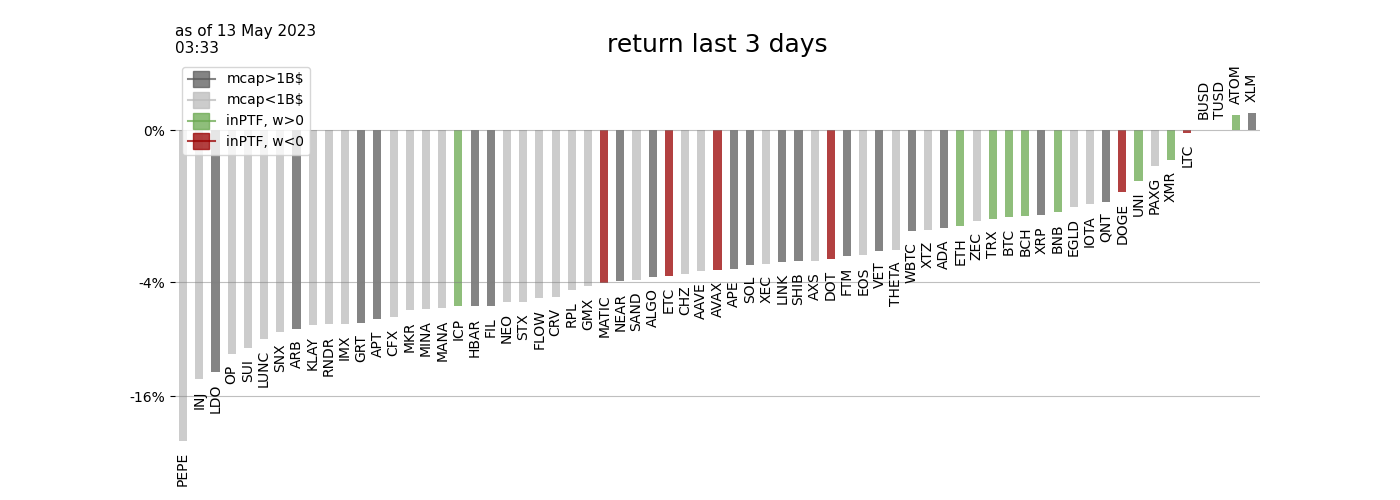 as of 13 May 2023
03:33
return last 3 days
mcap>1B$
mcap<1B$
inPTF, w>0
inPTF, w<0
0%
-4%
-16%
PEPE
INJ
LDO
OP
SUI
LUNC
SNX
ARB
KLAY
RNDR
IMX
GRT
APT
CFX
MKR
MINA
MANA
ICP
HBAR
FIL
NEO
STX
FLOW
CRV
RPL
GMX
MATIC
NEAR
SAND
ALGO
ETC
CHZ
AAVE
AVAX
APE
SOL
XEC
LINK
SHIB
AXS
DOT
FTM
EOS
VET
THETA
WBTC
XTZ
ADA
ETH
ZEC
TRX
BTC
BCH
XRP
BNB
EGLD
IOTA
QNT
DOGE
UNI
PAXG
XMR
LTC
BUSD
TUSD
ATOM
XLM